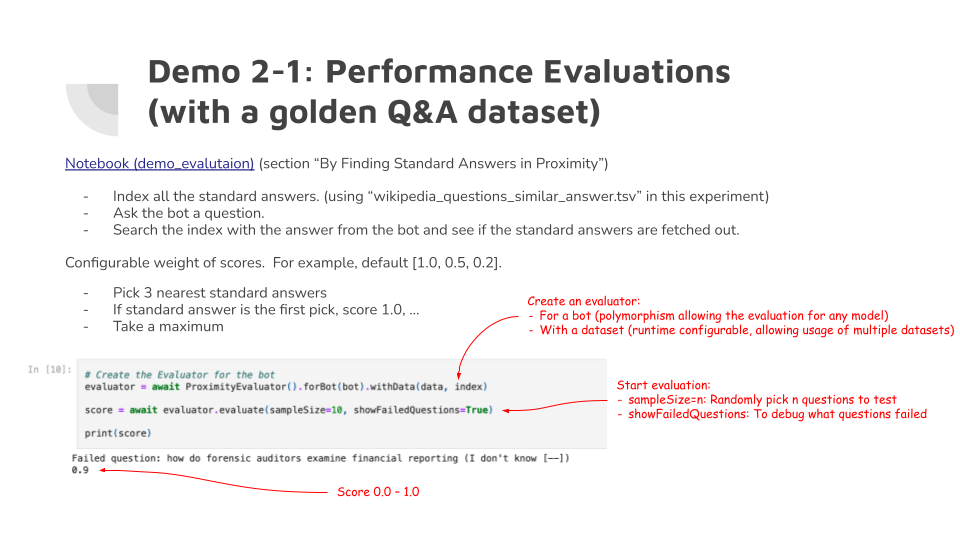 Demo 2-1: Performance Evaluations
(with a golden Q&A dataset)
Notebook (demo_evalutaion) (section “By Finding Standard Answers in Proximity”)
- Index all the standard answers. (using “wikipedia_questions_similar_answer.tsv” in this experiment)
- Ask the bot a question.
- Search the index with the answer from the bot and see if the standard answers are fetched out.
Configurable weight of scores. For example, default [1.0, 0.5, 0.2].
- Pick 3 nearest standard answers
- If standard answer is the first pick, score 1.0, ...
- Take a maximum
Create an evaluator:
- For a bot (polymorphism allowing the evaluation for any model)
- With a dataset (runtime configurable, allowing usage of multiple datasets)
In [10]:
# Create the Evaluator for the bot
evaluator = await ProximityEvaluator().forBot(bot).withData(data, index)
score = await evaluator.evaluate(sampleSize=10, showFailedQuestions=True)
print(score)
Start evaluation:
- sampleSize=n: Randomly pick n questions to test
- showFailedQuestions: To debug what questions failed
Failed question: how do forensic auditors examine financial reporting (I don't know [——])
0.9
Score 0.0 – 1.0